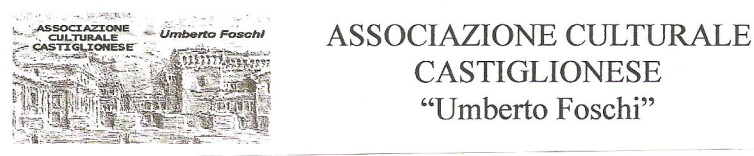 ASSOCIAZIONE
CULTURALE
CASTIGLIONESE
Umberto Foschi
ASSOCIAZIONE CULTURALE
CASTIGLIONESE
“Umberto Foschi”